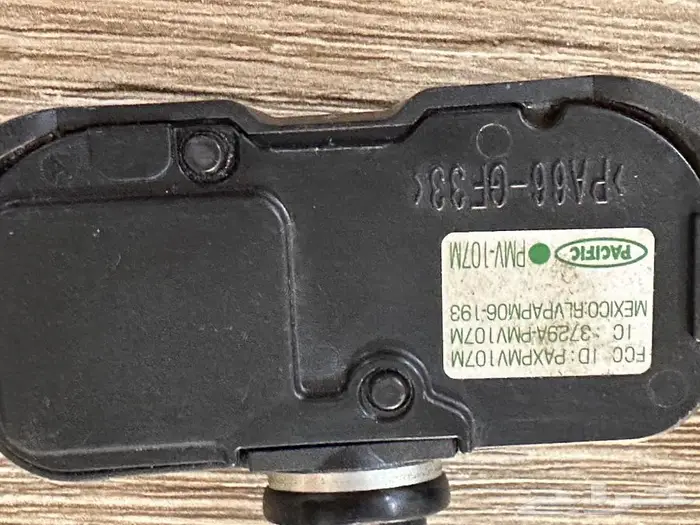 FCC ID: PAXPMV107M
IC :3729A-PMV107M
MEXICO:RLVPAPM06-193
PACIFIC ● PMV-107M
>PA66-GF33<